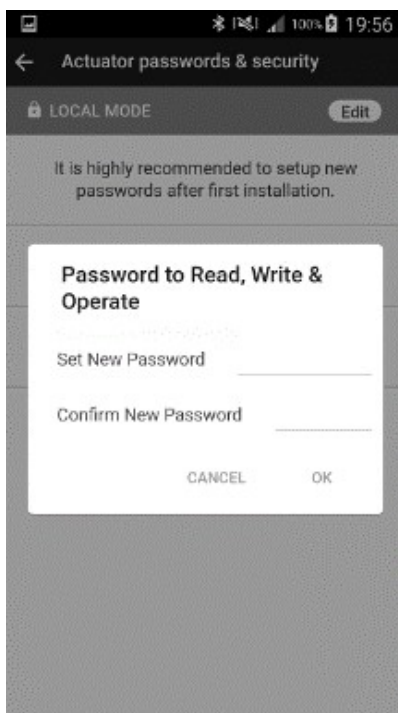 100% 19:56
Actuator passwords & security
LOCAL MODE Edit
It is highly recommended to setup new
passwords after first installation.
Password to Read, Write &
Operate
Set New Password
Confirm New Password
CANCEL OK